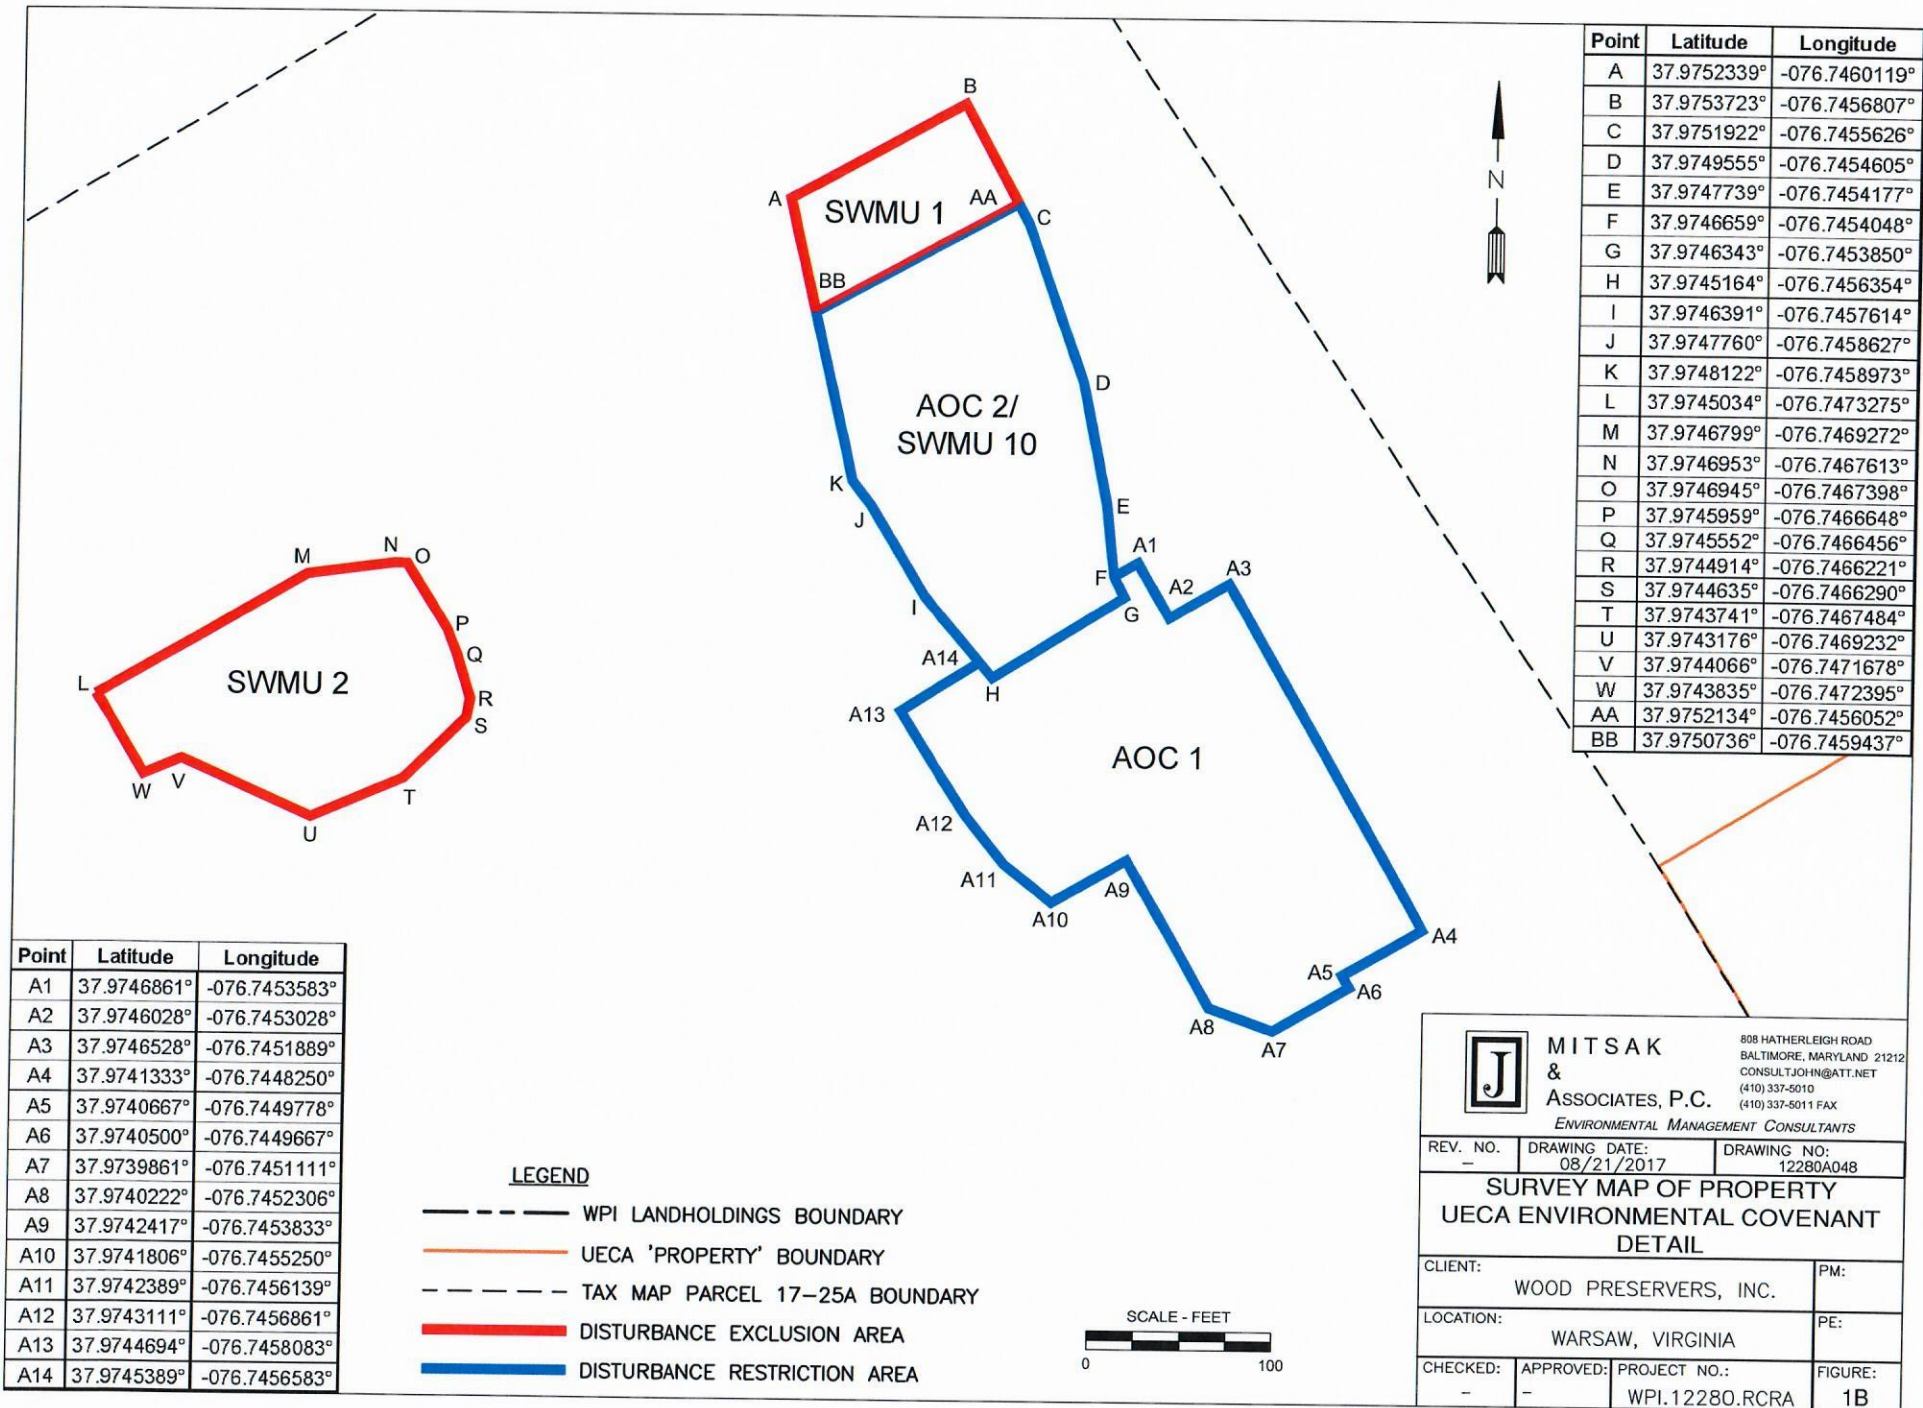 B
A
AA
SWMU 1
C
BB
AOC 2/
SWMU 10
D
K
J
E
A1
F
A2
A3
G
I
A14
H
A13
AOC 1
A12
A11
A10
A9
A4
A5
A6
A8
A7
M
N
O
P
Q
L
SWMU 2
R
S
W
V
T
U
N
Point Latitude Longitude
A 37.9752339° -076.7460119°
B 37.9753723° -076.7456807°
C 37.9751922° -076.7455626°
D 37.9749555° -076.7454605°
E 37.9747739° -076.7454177°
F 37.9746659° -076.7454048°
G 37.9746343° -076.7453850°
H 37.9745164° -076.7456354°
I 37.9746391° -076.7457614°
J 37.9747760° -076.7458627°
K 37.9748122° -076.7458973°
L 37.9745034° -076.7473275°
M 37.9746799° -076.7469272°
N 37.9746953° -076.7467613°
O 37.9746945° -076.7467398°
P 37.9745959° -076.7466648°
Q 37.9745552° -076.7466456°
R 37.9744914° -076.7466221°
S 37.9744635° -076.7466290°
T 37.9743741° -076.7467484°
U 37.9743176° -076.7469232°
V 37.9744066° -076.7471678°
W 37.9743835° -076.7472395°
AA 37.9752134° -076.7456052°
BB 37.9750736° -076.7459437°
Point Latitude Longitude
A1 37.9746861° -076.7453583°
A2 37.9746028° -076.7453028°
A3 37.9746528° -076.7451889°
A4 37.9741333° -076.7448250°
A5 37.9740667° -076.7449778°
A6 37.9740500° -076.7449667°
A7 37.9739861° -076.7451111°
A8 37.9740222° -076.7452306°
A9 37.9742417° -076.7453833°
A10 37.9741806° -076.7455250°
A11 37.9742389° -076.7456139°
A12 37.9743111° -076.7456861°
A13 37.9744694° -076.7458083°
A14 37.9745389° -076.7456583°
LEGEND
WPI LANDHOLDINGS BOUNDARY
UECA 'PROPERTY' BOUNDARY
TAX MAP PARCEL 17-25A BOUNDARY
DISTURBANCE EXCLUSION AREA
DISTURBANCE RESTRICTION AREA
SCALE - FEET
0 100
J
MITSAK
&
ASSOCIATES, P.C.
808 HATHERLEIGH ROAD
BALTIMORE, MARYLAND 21212
CONSULTJOHN@ATT.NET
(410) 337-5010
(410) 337-5011 FAX
ENVIRONMENTAL MANAGEMENT CONSULTANTS
REV. NO. DRAWING DATE: DRAWING NO:
– 08/21/2017 12280A048
SURVEY MAP OF PROPERTY
UECA ENVIRONMENTAL COVENANT
DETAIL
CLIENT: PM:
WOOD PRESERVERS, INC.
LOCATION: PE:
WARSAW, VIRGINIA
CHECKED: APPROVED: PROJECT NO.: FIGURE:
– – WPI.12280.RCRA 1B